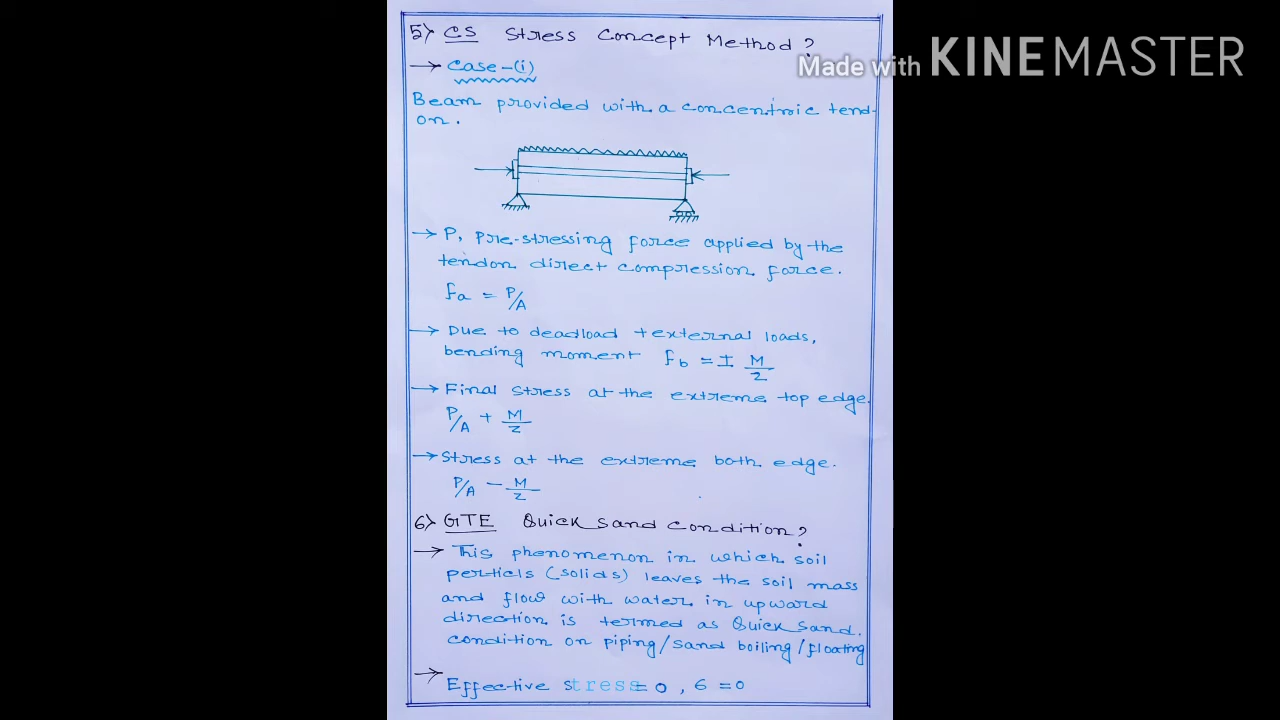 5) CS Stress Concept Method ?
Made with KINEMASTER
→ Case-(i)
Beam provided with a concentric tend-
on.
→ P, Pre-stressing force applied by the
tendon direct compression force.
fa = P/A
→ Due to deadload + external loads,
bending moment fb = ± M/Z
→ Final stress at the extreme top edge.
P/A + M/Z
→ Stress at the extreme both edge.
P/A - M/Z
6) GTE Quick sand condition ?
→ This phenomenon in which soil
perticls (solids) leaves the soil mass
and flow with water in upward
direction is termed as Quick sand.
condition on piping/sand boiling/floating
→ Effective stress = 0, 6 = 0